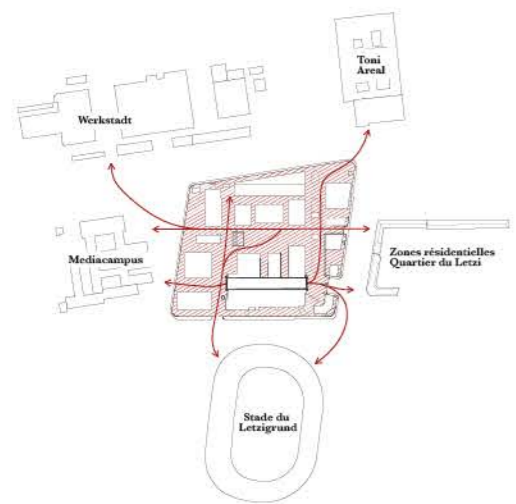 Toni
Areal
Werkstadt
Mediacampus
Zones résidentielles
Quartier du Letzi
Stade du
Letzigrund